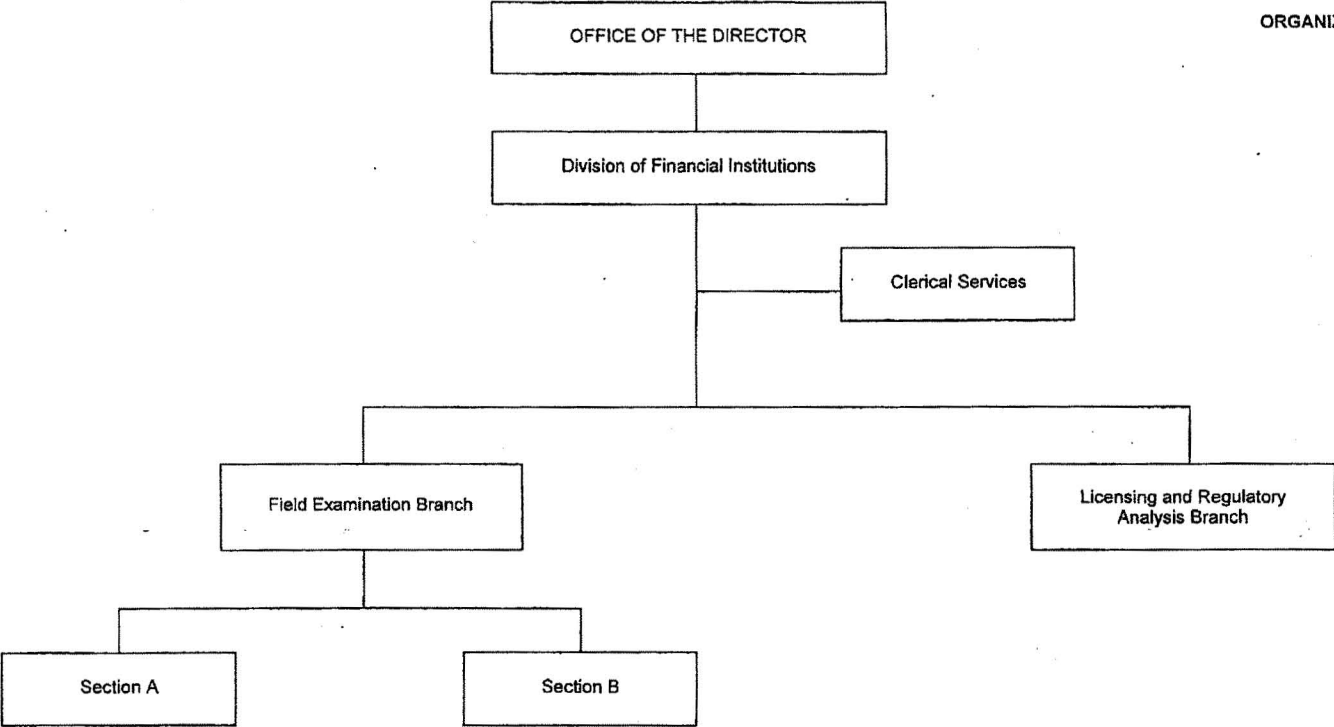 OFFICE OF THE DIRECTOR
Division of Financial Institutions
Clerical Services
Field Examination Branch
Licensing and Regulatory
Analysis Branch
Section A
Section B